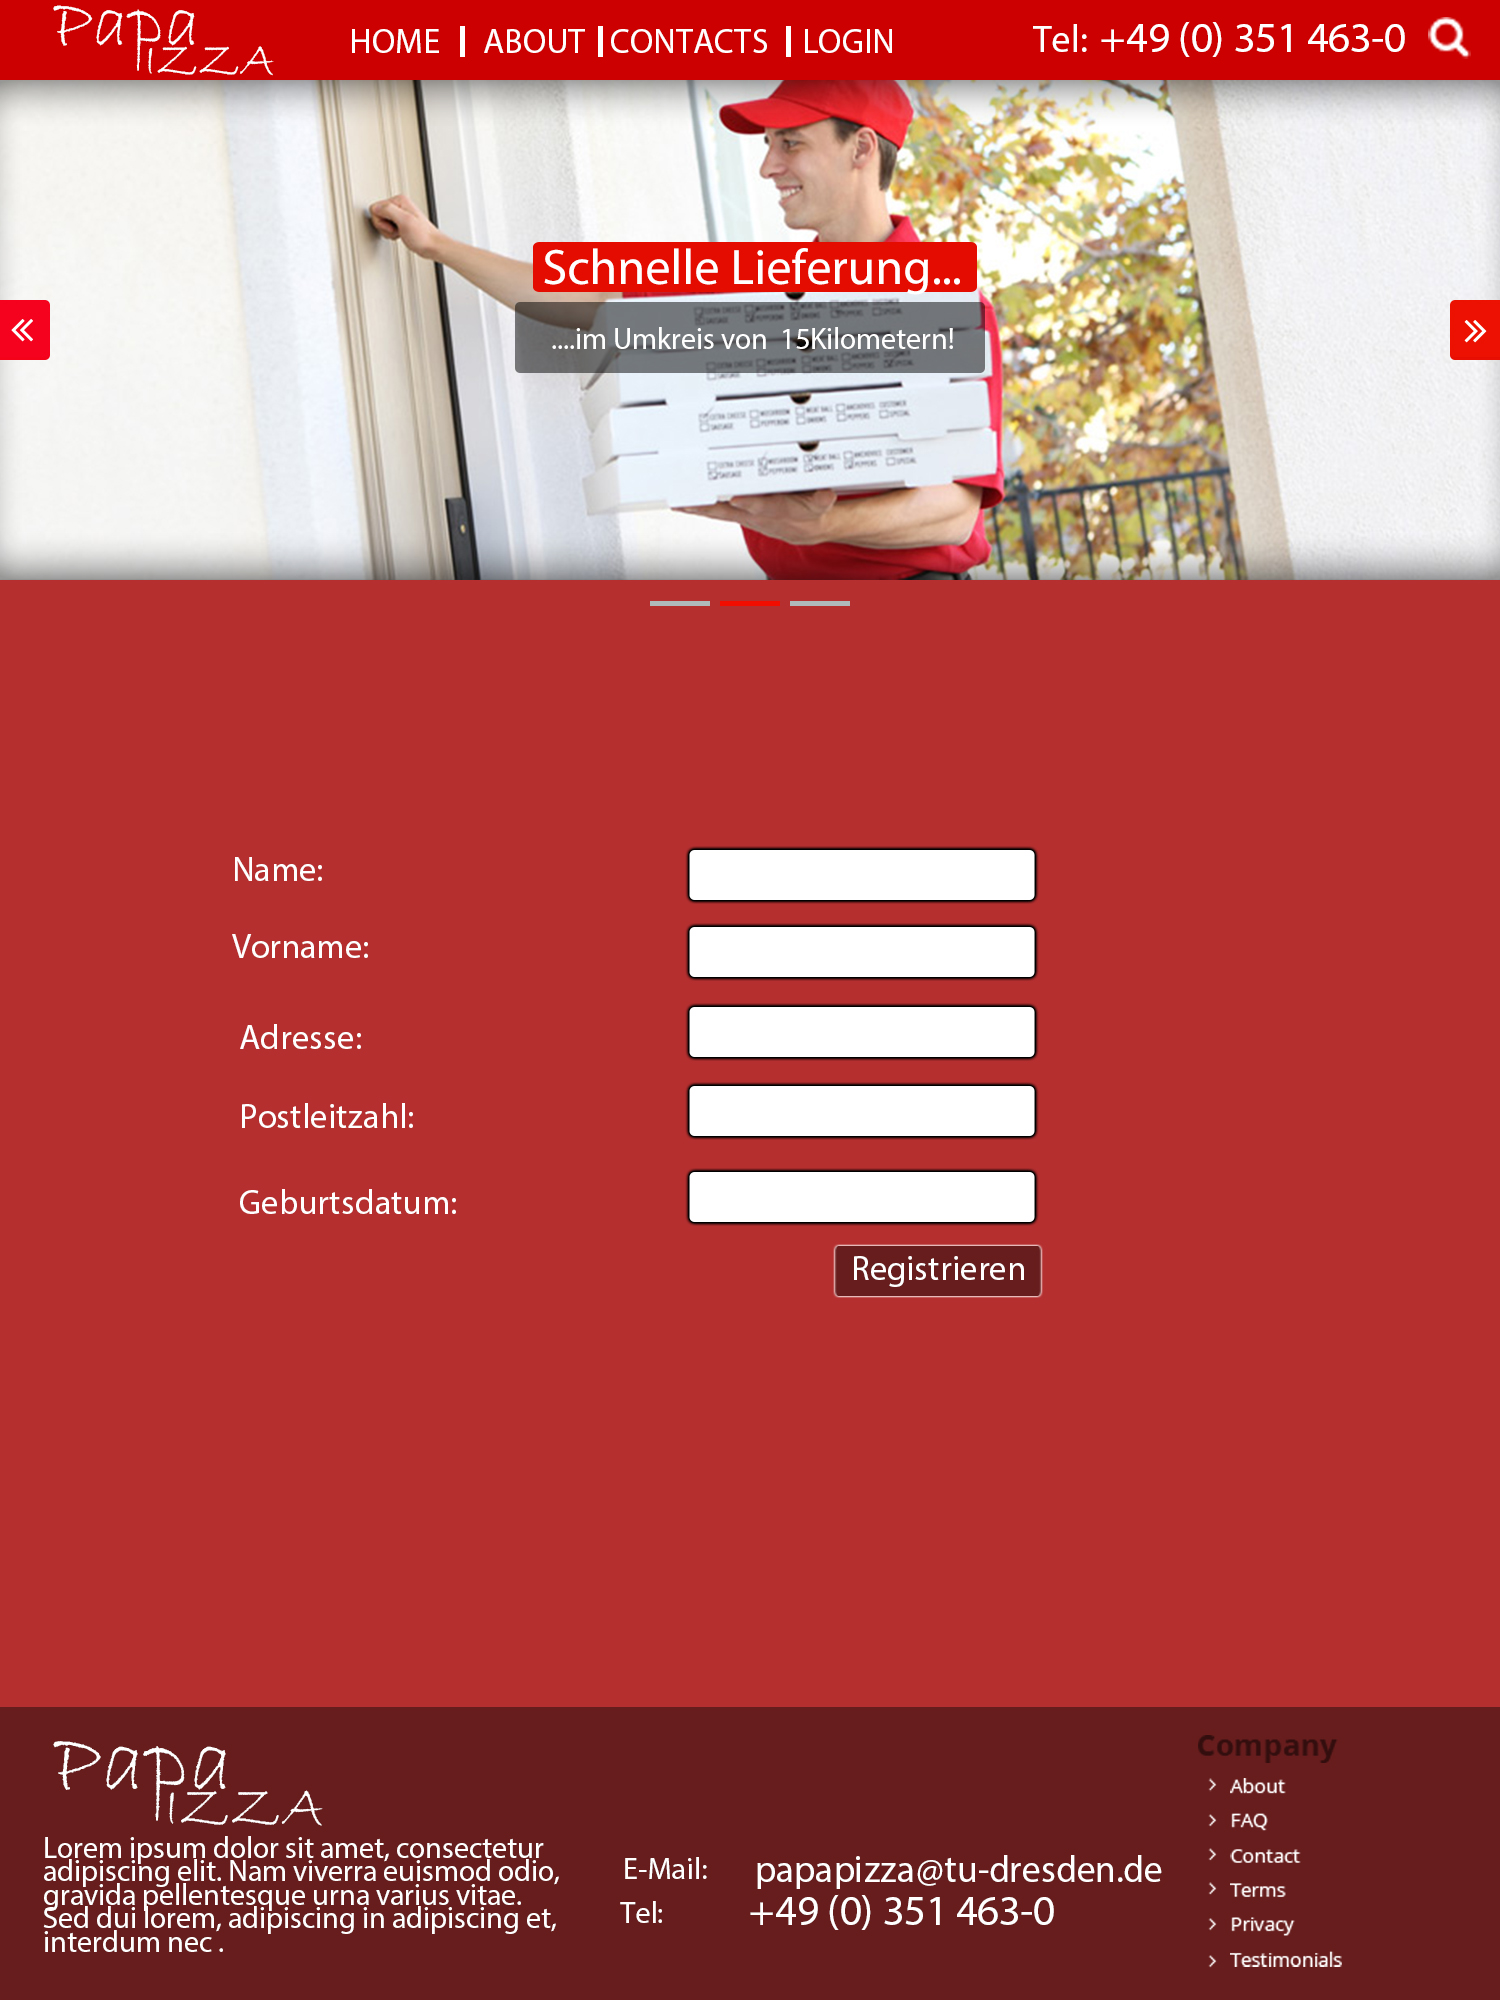 Papa
PIZZA
HOME | ABOUT | CONTACTS | LOGIN
Tel: +49 (0) 351 463-0
Schnelle Lieferung...
....im Umkreis von 15Kilometern!
Name:
Vorname:
Adresse:
Postleitzahl:
Geburtsdatum:
Registrieren
Papa
PIZZA
Lorem ipsum dolor sit amet, consectetur
adipiscing elit. Nam viverra euismod odio,
gravida pellentesque urna varius vitae.
Sed dui lorem, adipiscing in adipiscing et,
interdum nec .
E-Mail: papapizza@tu-dresden.de
Tel: +49 (0) 351 463-0
Company
About
FAQ
Contact
Terms
Privacy
Testimonials